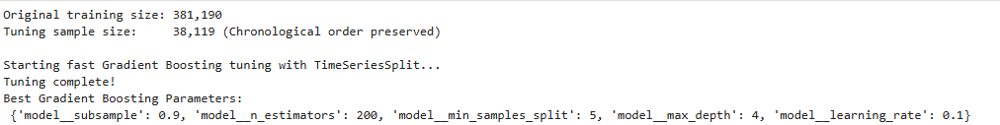 Original training size: 381,190
Tuning sample size:     38,119 (Chronological order preserved)
Starting fast Gradient Boosting tuning with TimeSeriesSplit...
Tuning complete!
Best Gradient Boosting Parameters:
 {'model__subsample': 0.9, 'model__n_estimators': 200, 'model__min_samples_split': 5, 'model__max_depth': 4, 'model__learning_rate': 0.1}